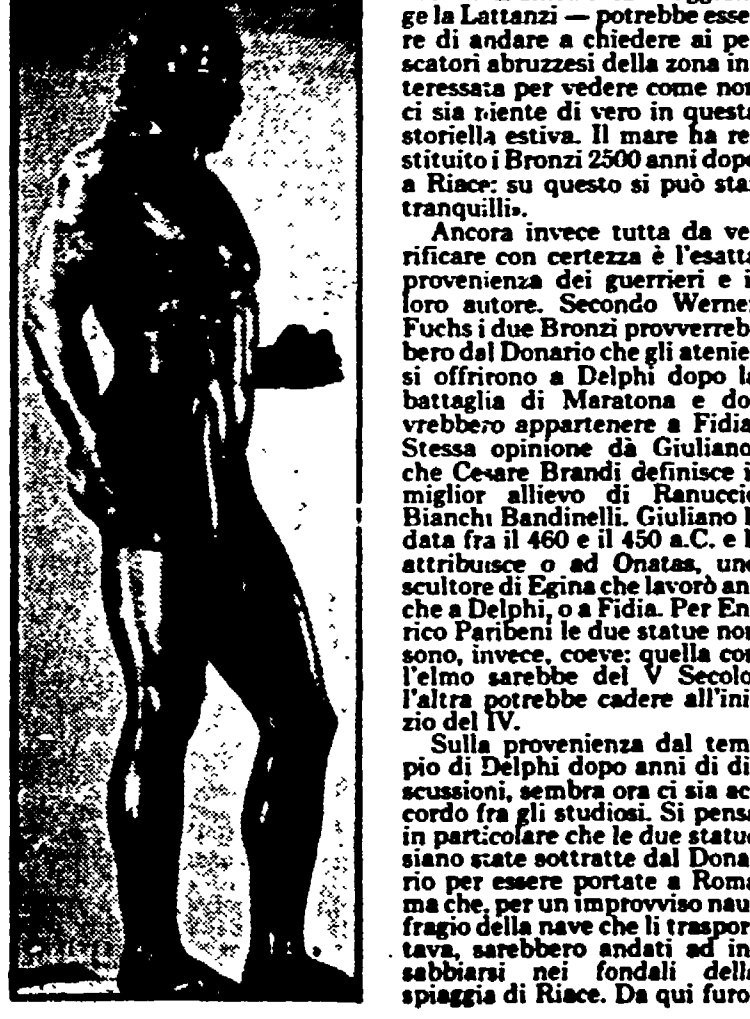 ge la Lattanzi — potrebbe esse
re di andare a chiedere ai pe
scatori abruzzesi della zona in
teressata per vedere come non
ci sia niente di vero in questa
storiella estiva. Il mare ha re
stituito i Bronzi 2500 anni dopo
a Riace: su questo si può star
tranquilli».
Ancora invece tutta da ve
rificare con certezza è l'esatta
provenienza dei guerrieri e i
loro autore. Secondo Werner
Fuchs i due Bronzi provverreb
bero dal Donario che gli atenie
si offrirono a Delphi dopo la
battaglia di Maratona e do
vrebbero appartenere a Fidia
Stessa opinione dà Giuliano
che Cesare Brandi definisce i
miglior allievo di Ranuccio
Bianchi Bandinelli. Giuliano l
data fra il 460 e il 450 a.C. e l
attribuisce o ad Onatas, uno
scultore di Egina che lavorò an
che a Delphi, o a Fidia. Per En
rico Paribeni le due statue non
sono, invece, coeve: quella con
l'elmo sarebbe del V Secolo
l'altra potrebbe cadere all'ini
zio del IV.
Sulla provenienza dal tem
pio di Delphi dopo anni di di
scussioni, sembra ora ci sia ac
cordo fra gli studiosi. Si pensa
in particolare che le due statue
siano state sottratte dal Dona
rio per essere portate a Roma
ma che, per un improvviso nau
fragio della nave che li traspor
tava, sarebbero andati ad in
sabbiarsi nei fondali della
spiaggia di Riace. Da qui furo